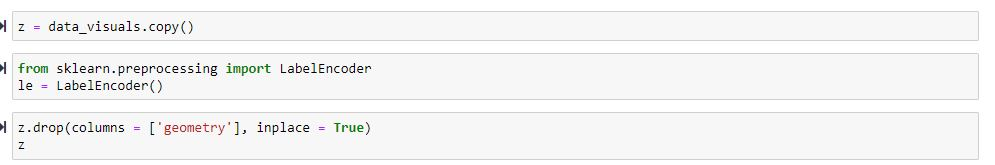 z = data_visuals.copy()
from sklearn.preprocessing import LabelEncoder
le = LabelEncoder()
z.drop(columns = ['geometry'], inplace = True)
z